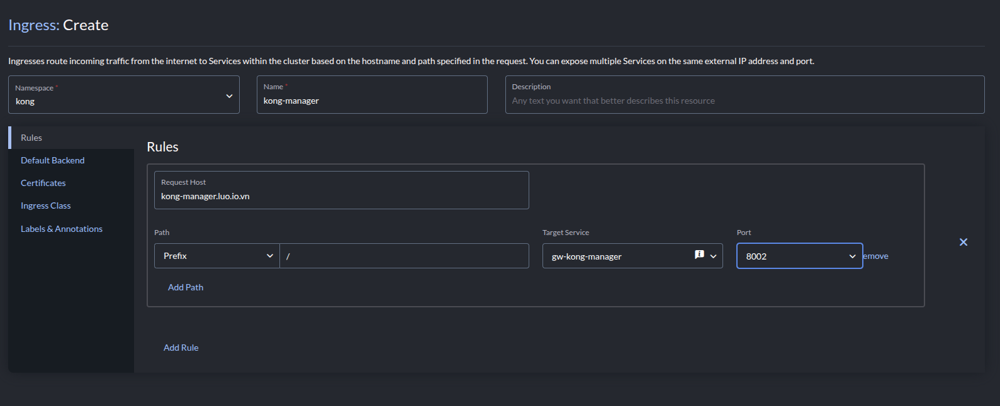 Ingress: Create
Ingresses route incoming traffic from the internet to Services within the cluster based on the hostname and path specified in the request. You can expose multiple Services on the same external IP address and port.
Namespace *
kong
Name *
kong-manager
Description
Any text you want that better describes this resource
Rules
Default Backend
Certificates
Ingress Class
Labels & Annotations
Rules
Request Host
kong-manager.luo.io.vn
Path
Target Service
Port
Prefix
/
gw-kong-manager
8002
emove
Add Path
Add Rule